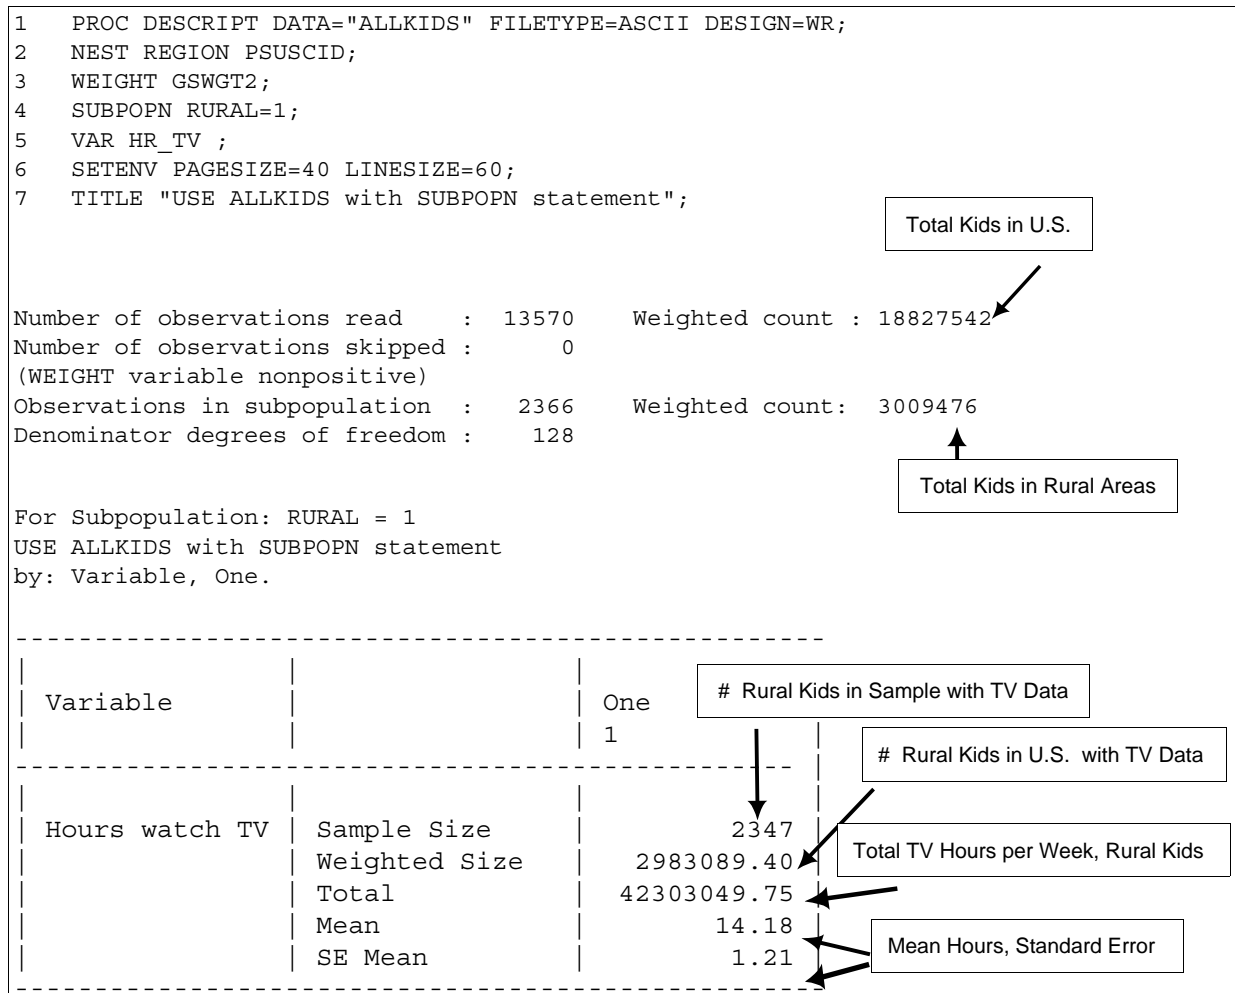 1 PROC DESCRIPT DATA="ALLKIDS" FILETYPE=ASCII DESIGN=WR;
2 NEST REGION PSUSCID;
3 WEIGHT GSWGT2;
4 SUBPOPN RURAL=1;
5 VAR HR_TV ;
6 SETENV PAGESIZE=40 LINESIZE=60;
7 TITLE "USE ALLKIDS with SUBPOPN statement";
Total Kids in U.S.
Number of observations read : 13570 Weighted count : 18827542
Number of observations skipped : 0
(WEIGHT variable nonpositive)
Observations in subpopulation : 2366 Weighted count: 3009476
Denominator degrees of freedom : 128
Total Kids in Rural Areas
For Subpopulation: RURAL = 1
USE ALLKIDS with SUBPOPN statement
by: Variable, One.
Variable One
1
# Rural Kids in Sample with TV Data
# Rural Kids in U.S. with TV Data
Hours watch TV Sample Size 2347
Weighted Size 2983089.40
Total 42303049.75
Mean 14.18
SE Mean 1.21
Total TV Hours per Week, Rural Kids
Mean Hours, Standard Error